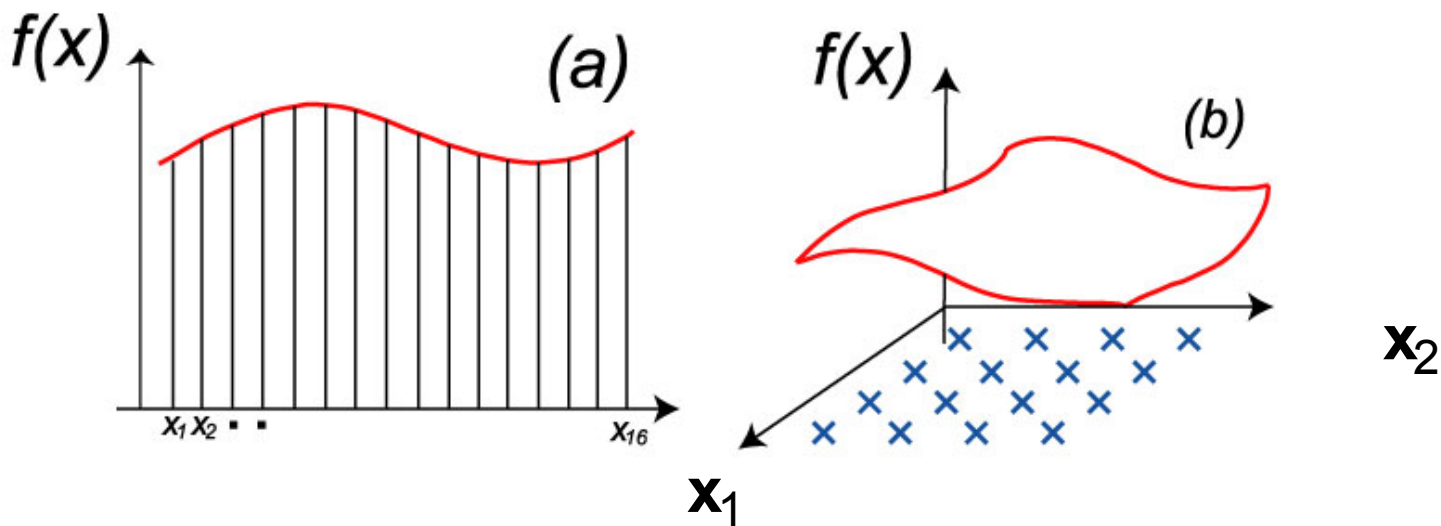 f(x)
(a)
x₁ x₂ ▪ ▪
x₁₆
f(x)
(b)
x₂
x₁